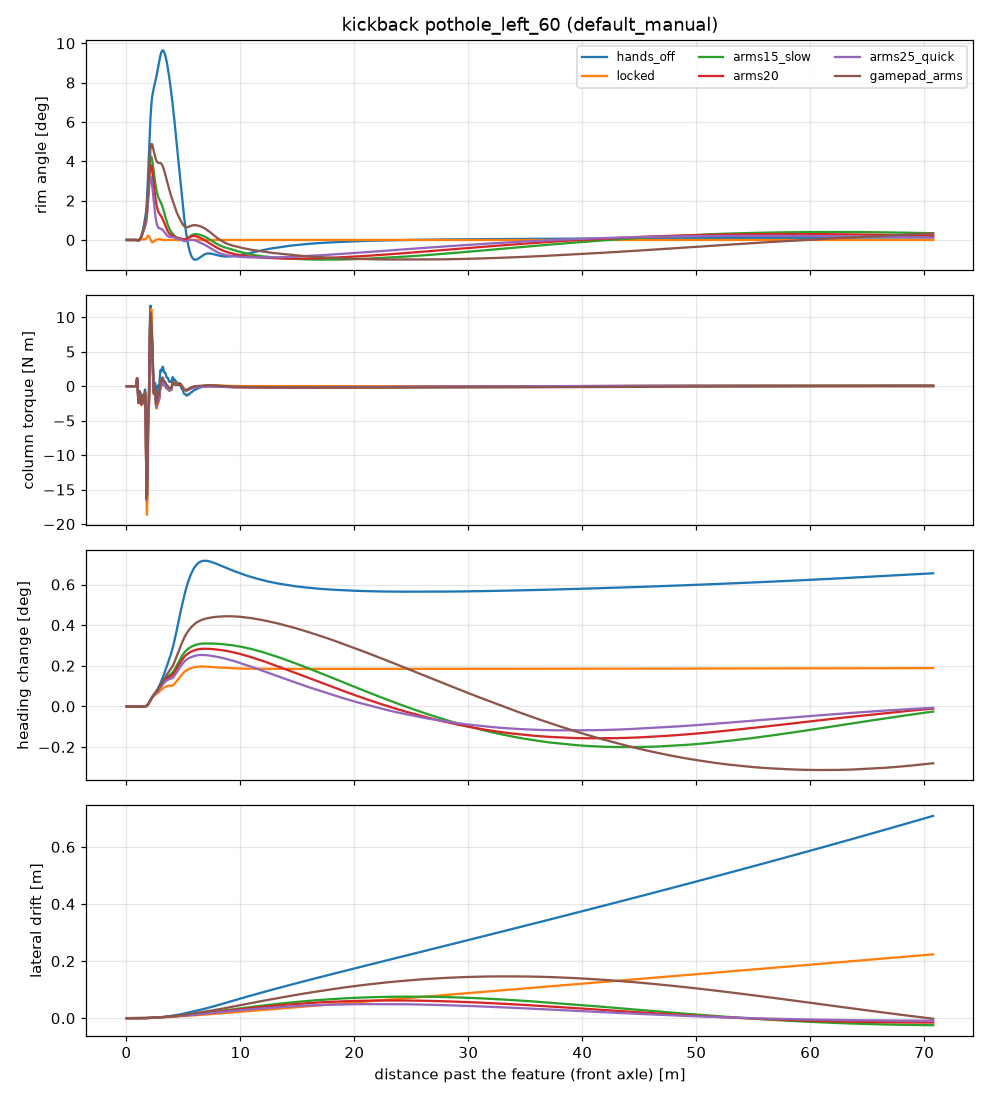 kickback pothole_left_60 (default_manual)
hands_off arms15_slow arms25_quick
locked arms20 gamepad_arms
rim angle [deg]
10
8
6
4
2
0
column torque [N m]
10
5
0
−5
−10
−15
−20
heading change [deg]
0.6
0.4
0.2
0.0
−0.2
lateral drift [m]
0.6
0.4
0.2
0.0
0 10 20 30 40 50 60 70
distance past the feature (front axle) [m]